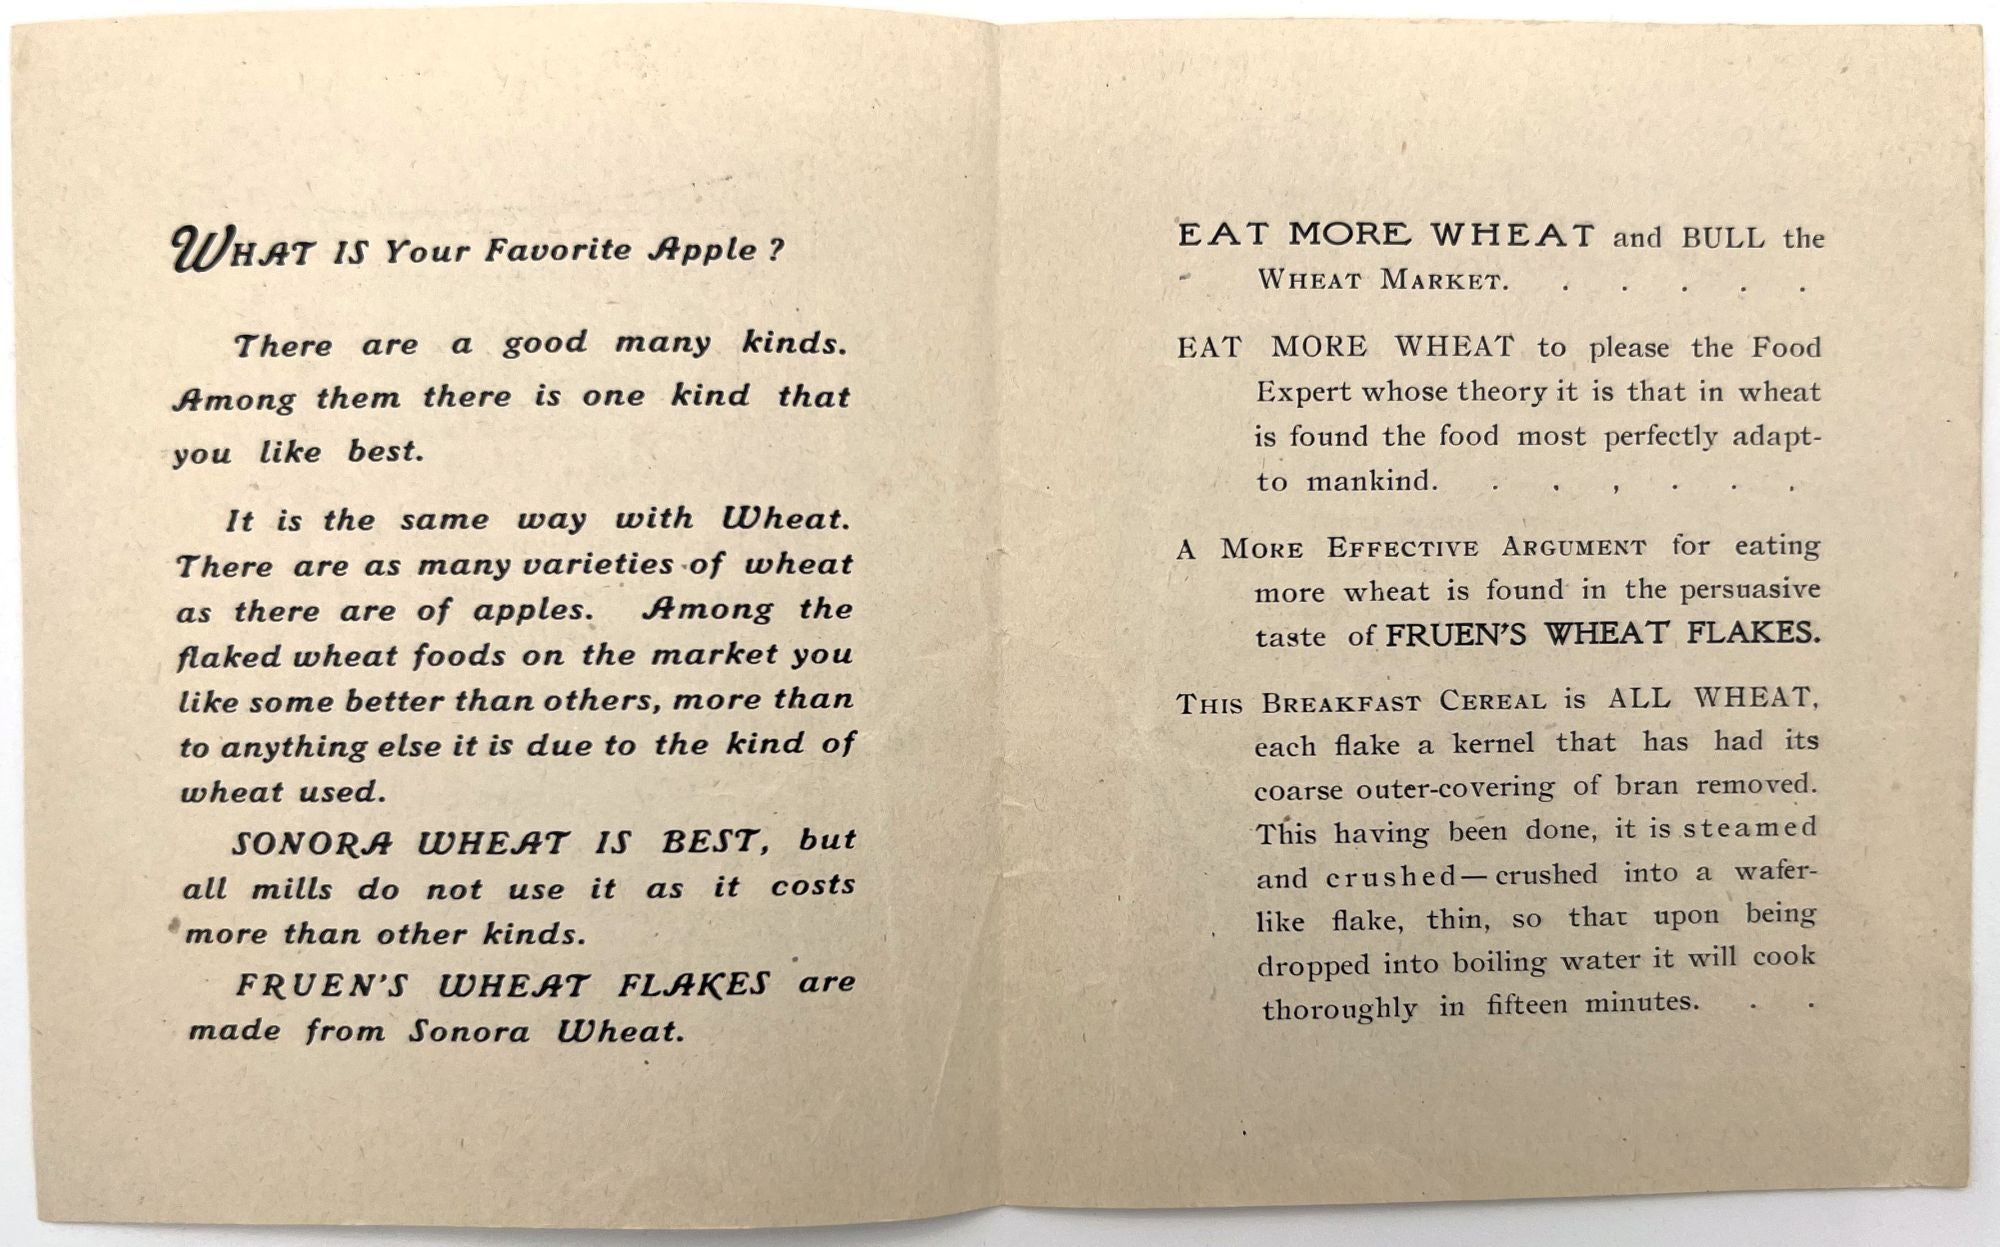 WHAT IS Your Favorite Apple ?
There are a good many kinds.
Among them there is one kind that
you like best.
It is the same way with Wheat.
There are as many varieties of wheat
as there are of apples. Among the
flaked wheat foods on the market you
like some better than others, more than
to anything else it is due to the kind of
wheat used.
SONORA WHEAT IS BEST, but
all mills do not use it as it costs
more than other kinds.
FRUEN'S WHEAT FLAKES are
made from Sonora Wheat.
EAT MORE WHEAT and BULL the
WHEAT MARKET. . . . . .
EAT MORE WHEAT to please the Food
Expert whose theory it is that in wheat
is found the food most perfectly adapt-
to mankind. . . , . . .
A MORE EFFECTIVE ARGUMENT for eating
more wheat is found in the persuasive
taste of FRUEN'S WHEAT FLAKES.
THIS BREAKFAST CEREAL is ALL WHEAT,
each flake a kernel that has had its
coarse outer-covering of bran removed.
This having been done, it is steamed
and crushed—crushed into a wafer-
like flake, thin, so that upon being
dropped into boiling water it will cook
thoroughly in fifteen minutes. . .